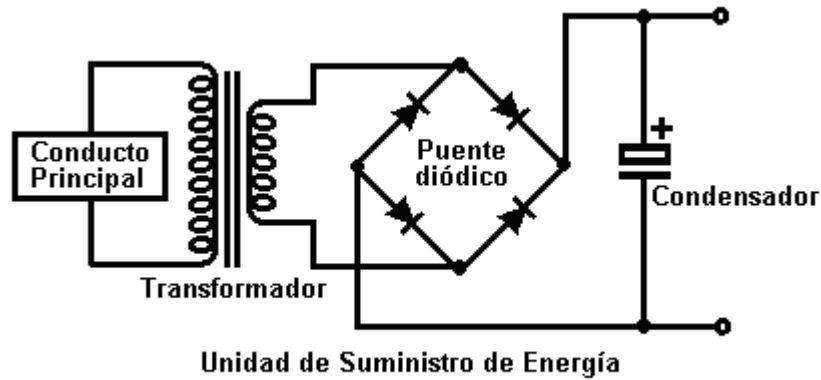 Conducto
Principal
Transformador
Puente
diódico
+
Condensador
Unidad de Suministro de Energía